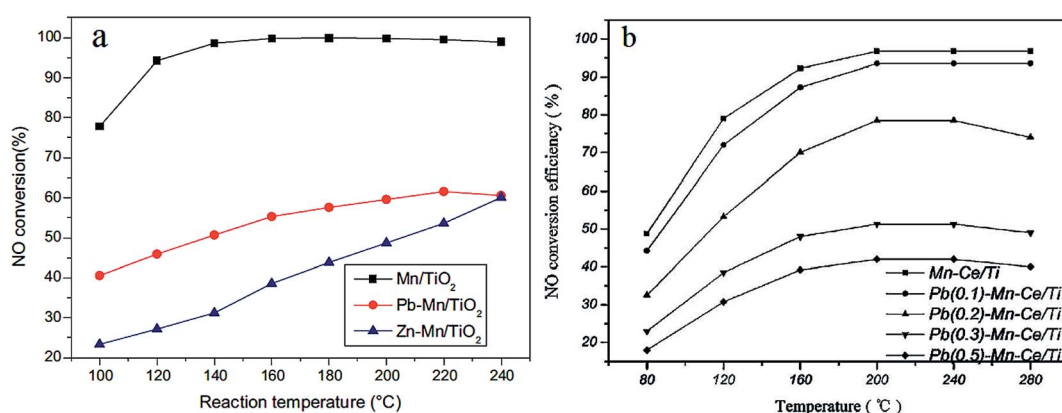 a
NO conversion(%)
100
90
80
70
60
50
40
30
20
100 120 140 160 180 200 220 240
Reaction temperature (°C)
Mn/TiO2
Pb-Mn/TiO2
Zn-Mn/TiO2
b
NO conversion efficiency ( % )
100
90
80
70
60
50
40
30
20
80 120 160 200 240 280
Temperature ( ℃ )
Mn-Ce/Ti
Pb(0.1)-Mn-Ce/Ti
Pb(0.2)-Mn-Ce/Ti
Pb(0.3)-Mn-Ce/Ti
Pb(0.5)-Mn-Ce/Ti